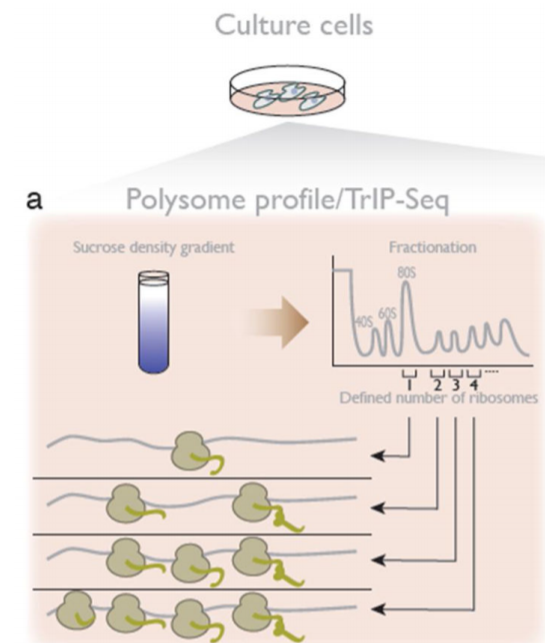 Culture cells
a
Polysome profile/TrIP-Seq
Sucrose density gradient
Fractionation
80S
60S
40S
1 2 3 4 ....
Defined number of ribosomes